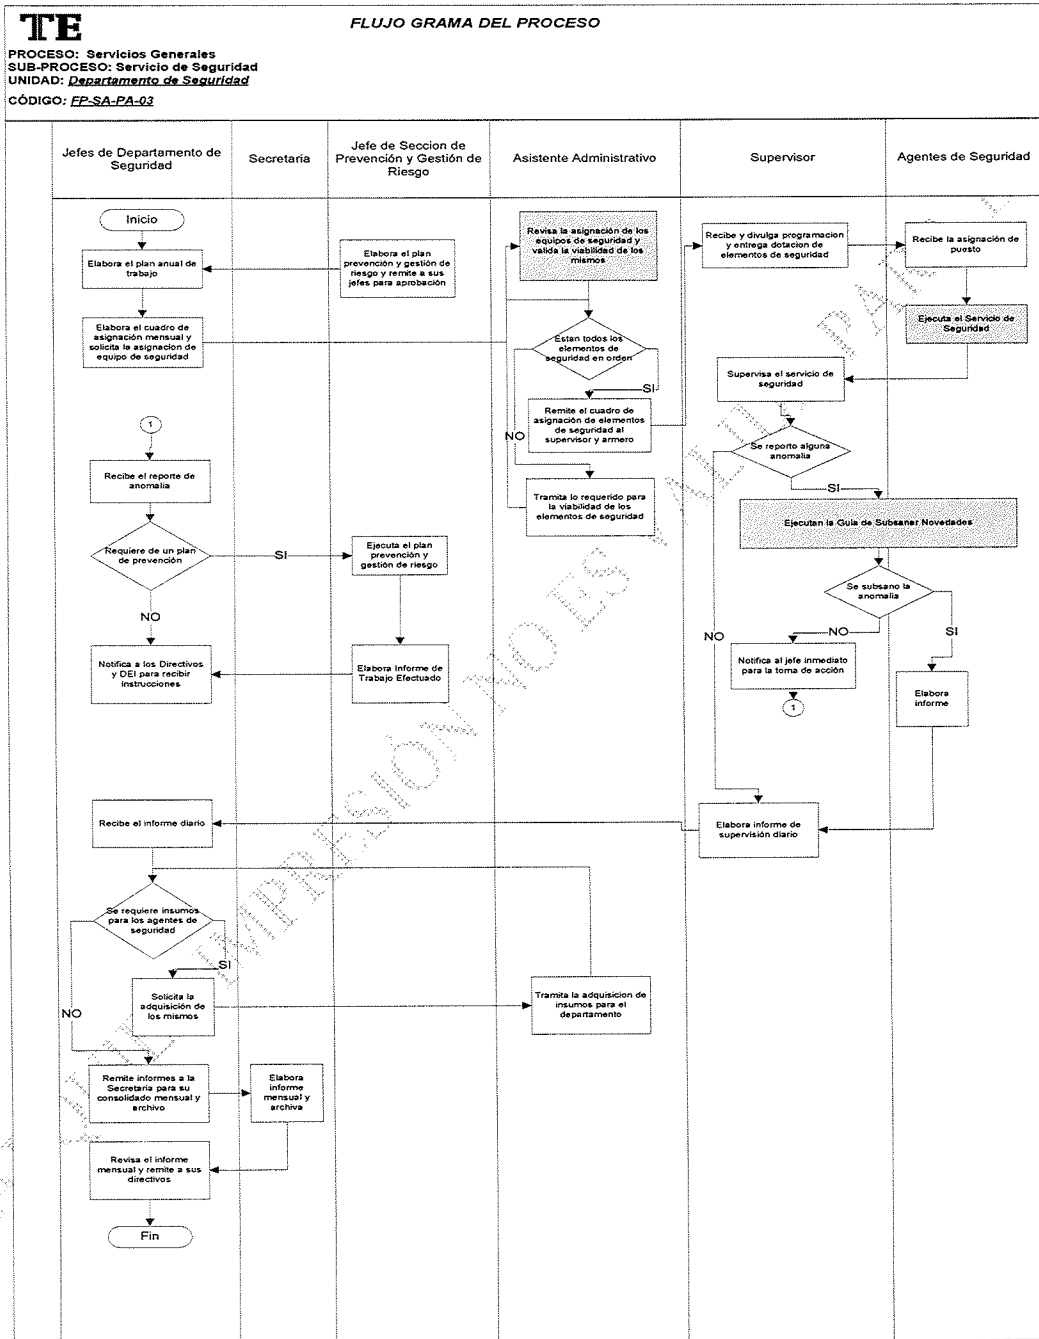 TE
FLUJO GRAMA DEL PROCESO
PROCESO: Servicios Generales
SUB-PROCESO: Servicio de Seguridad
UNIDAD: Departamento de Seguridad
CÓDIGO: FP-SA-PA-03
Jefes de Departamento de
Seguridad
Secretaria
Jefe de Seccion de
Prevención y Gestión de
Riesgo
Asistente Administrativo
Supervisor
Agentes de Seguridad
Inicio
Elabora el plan anual de
trabajo
Elabora el plan
prevención y gestión de
riesgo y remite a sus
jefes para aprobación
Revisa la asignación de los
equipos de seguridad y
valida la viabilidad de los
mismos
Recibe y divulga programacion
y entrega dotacion de
elementos de seguridad
Recibe la asignación de
puesto
Elabora el cuadro de
asignación mensual y
solicita la asignacion de
equipo de seguridad
Estan todos los
elementos de
seguridad en orden
Ejecuta el Servicio de
Seguridad
Supervisa el servicio de
seguridad
SI
Remite el cuadro de
asignación de elementos
de seguridad al
supervisor y armero
NO
1
Se reporto alguna
anomalia
Recibe el reporte de
anomalia
Tramita lo requerido para
la viabilidad de los
elementos de seguridad
SI
Ejecutan la Guia de Subsanar Novedades
Requiere de un plan
de prevención
SI
Ejecuta el plan
prevención y
gestión de riesgo
Se subsano la
anomalia
NO
NO
NO
SI
Notifica a los Directivos
y DEI para recibir
instrucciones
Elabora Informe de
Trabajo Efectuado
Notifica al jefe inmediato
para la toma de acción
Elabora
informe
1
Recibe el informe diario
Elabora informe de
supervisión diario
Se requiere insumos
para los agentes de
seguridad
SI
NO
Solicita la
adquisición de
los mismos
Tramita la adquisicion de
insumos para el
departamento
Remite informes a la
Secretaria para su
consolidado mensual y
archivo
Elabora
informe
mensual y
archiva
Revisa el informe
mensual y remite a sus
directivos
Fin
IMPRESIÓN NO ES